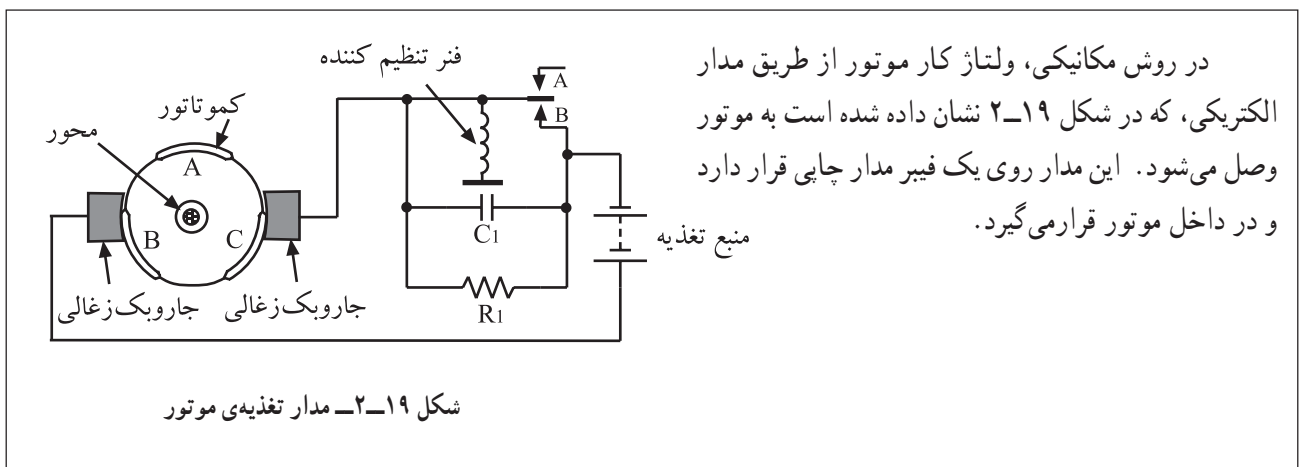 در روش مکانیکی، ولتاژ کار موتور از طریق مدار
الکتریکی، که در شکل ۱۹ــ۲ نشان داده شده است به موتور
وصل می‌شود. این مدار روی یک فیبر مدار چاپی قرار دارد
و در داخل موتور قرارمی‌گیرد.
فنر تنظیم کننده
کموتاتور
محور
A
B
A
B
C
C1
R1
منبع تغذیه
جاروبک‌زغالی
جاروبک‌زغالی
شکل ۱۹ــ۲ــ مدار تغذیه‌ی موتور